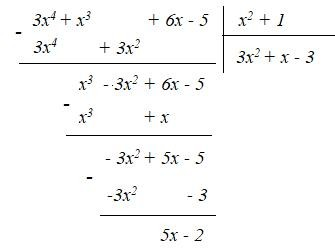 3x⁴ + x³ + 6x - 5 | x² + 1
-
3x⁴ + 3x² | 3x² + x - 3
x³ - 3x² + 6x - 5
-
x³ + x
- 3x² + 5x - 5
-
-3x² - 3
5x - 2